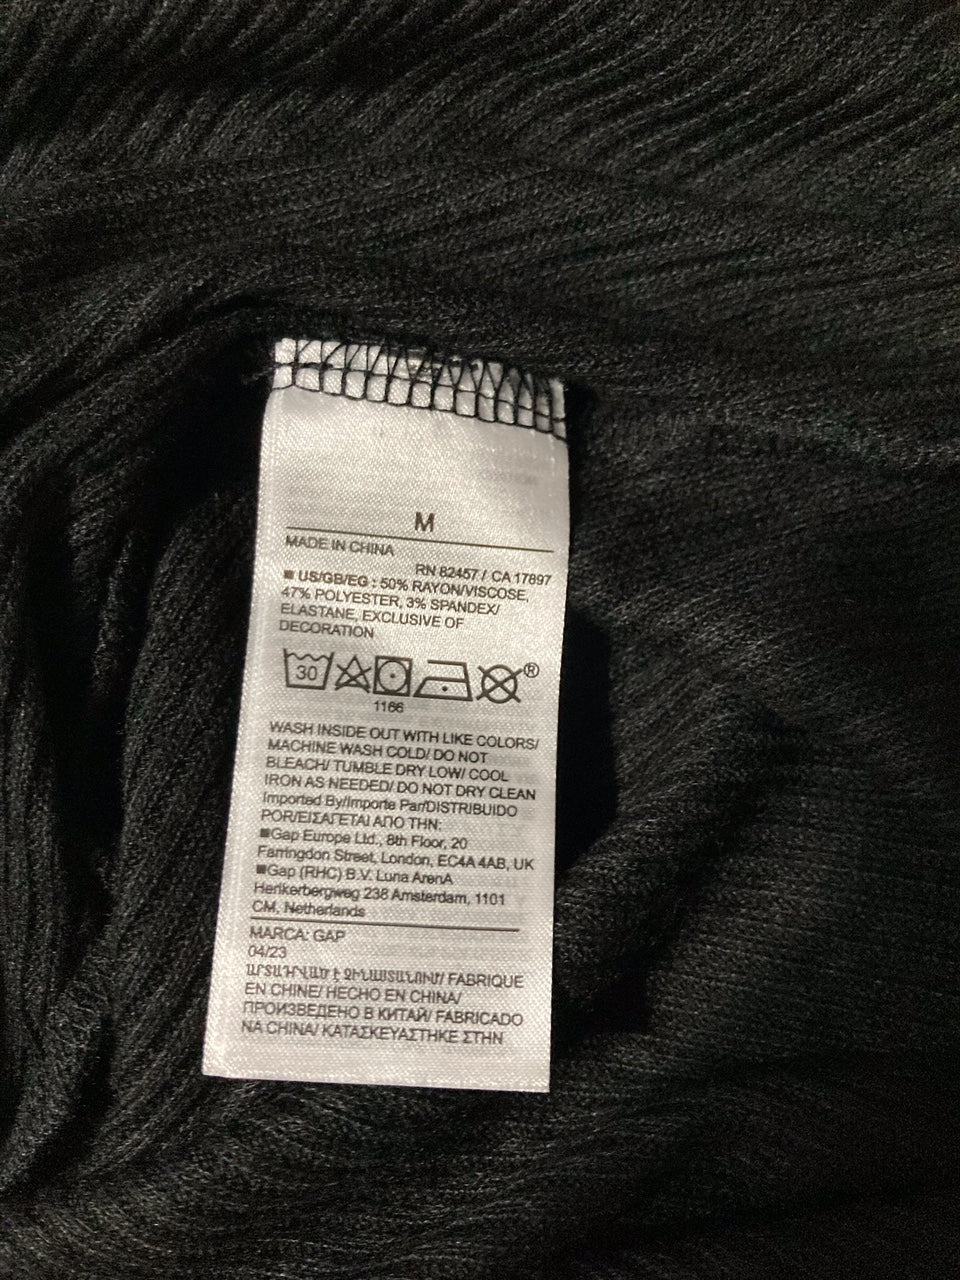 M
MADE IN CHINA
RN 82457 / CA 17897
■ US/GB/EG : 50% RAYON/VISCOSE,
47% POLYESTER, 3% SPANDEX/
ELASTANE, EXCLUSIVE OF
DECORATION
30
®
1166
WASH INSIDE OUT WITH LIKE COLORS/
MACHINE WASH COLD/ DO NOT
BLEACH/ TUMBLE DRY LOW/ COOL
IRON AS NEEDED/ DO NOT DRY CLEAN
Imported By/Importe Par/DISTRIBUIDO
POR/ΕΙΣΑΓΕΤΑΙ ΑΠΟ ΤΗΝ:
■Gap Europe Ltd., 8th Floor, 20
Farringdon Street, London, EC4A 4AB, UK
■Gap (RHC) B.V. Luna ArenA
Herikerbergweg 238 Amsterdam, 1101
CM, Netherlands
MARCA: GAP
04/23
ԱՐՏԱԴՐՎԱԾ Է ՉԻՆԱՍՏԱՆՈՒՄ/ FABRIQUE
EN CHINE/ HECHO EN CHINA/
ПРОИЗВЕДЕНО В КИТАЙ/ FABRICADO
NA CHINA/ ΚΑΤΑΣΚΕΥΑΣΤΗΚΕ ΣΤΗΝ